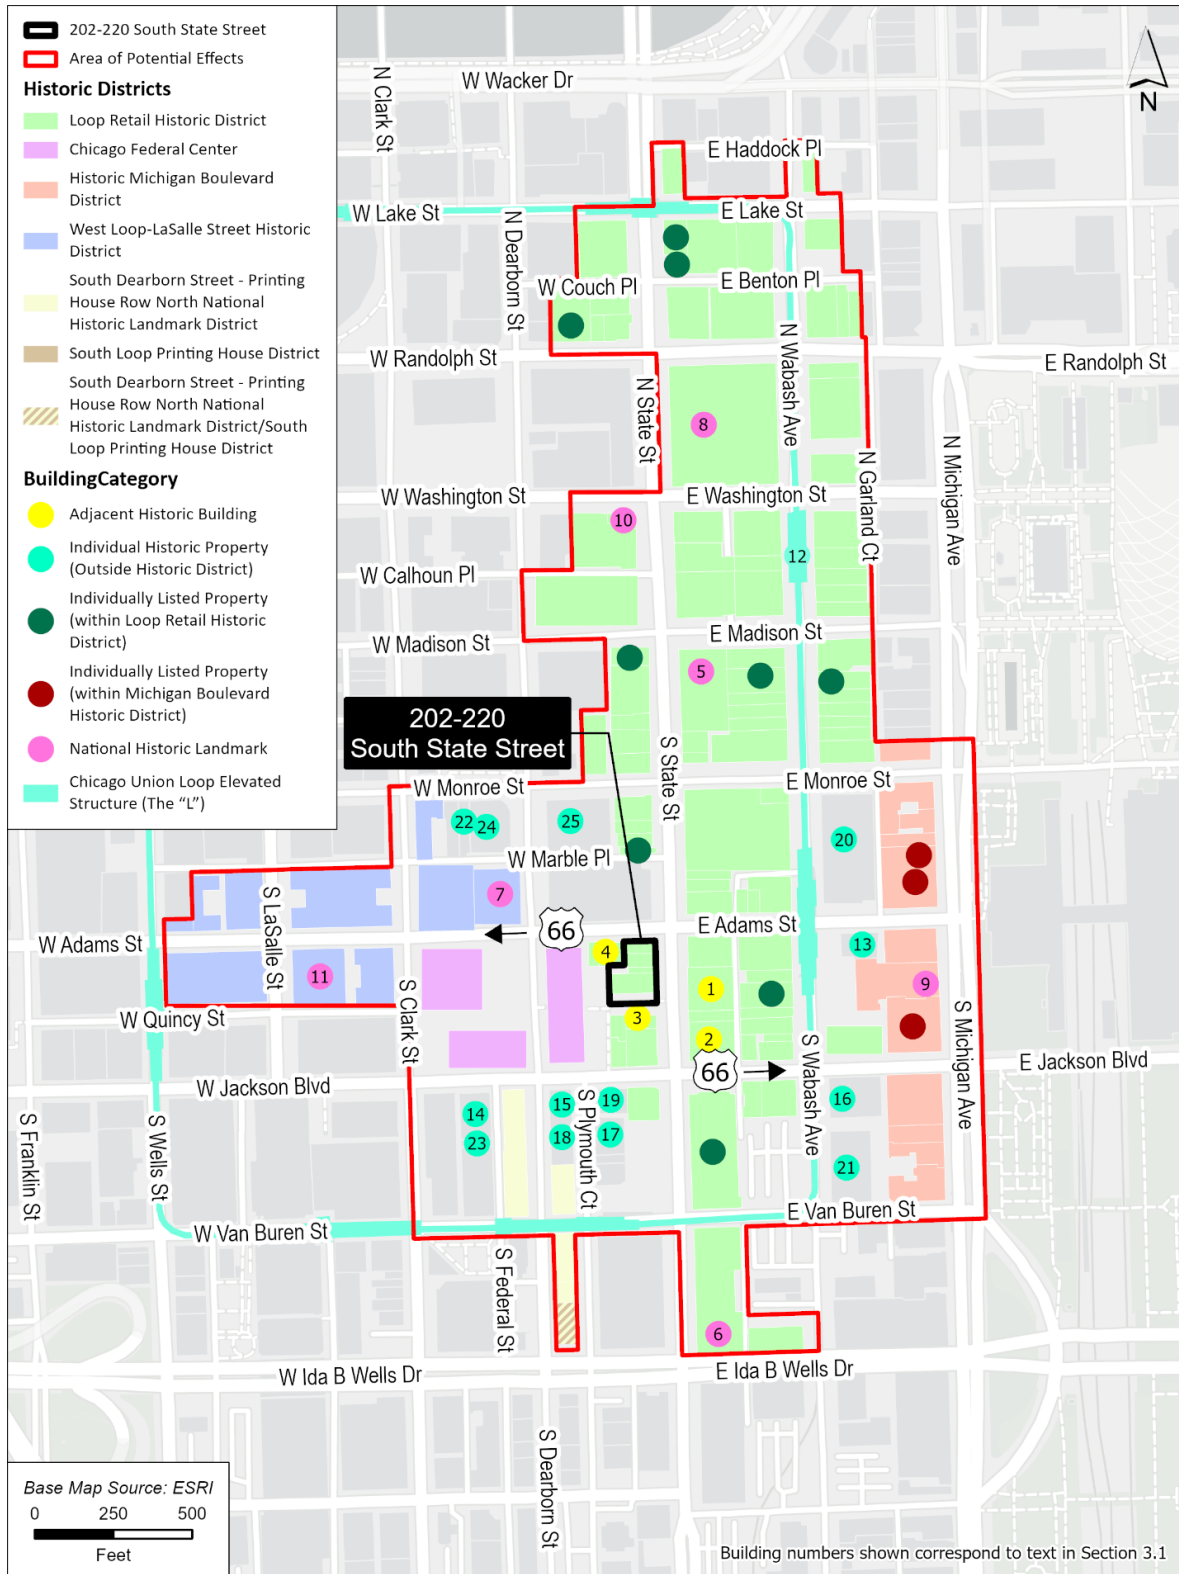 202-220 South State Street
Area of Potential Effects
Historic Districts
Loop Retail Historic District
Chicago Federal Center
Historic Michigan Boulevard
District
West Loop-LaSalle Street Historic
District
South Dearborn Street - Printing
House Row North National
Historic Landmark District
South Loop Printing House District
South Dearborn Street - Printing
House Row North National
Historic Landmark District/South
Loop Printing House District
BuildingCategory
Adjacent Historic Building
Individual Historic Property
(Outside Historic District)
Individually Listed Property
(within Loop Retail Historic
District)
Individually Listed Property
(within Michigan Boulevard
Historic District)
National Historic Landmark
Chicago Union Loop Elevated
Structure (The “L”)
N
W Wacker Dr
N Clark St
E Haddock Pl
W Lake St
E Lake St
N Dearborn St
W Couch Pl
E Benton Pl
W Randolph St
E Randolph St
N State St
N Wabash Ave
8
N Garland Ct
N Michigan Ave
W Washington St
E Washington St
10
12
W Calhoun Pl
W Madison St
E Madison St
5
202-220
South State Street
S State St
W Monroe St
E Monroe St
22
24
25
20
W Marble Pl
7
S LaSalle St
W Adams St
66
E Adams St
4
13
11
1
9
S Clark St
W Quincy St
3
2
S Michigan Ave
66
S Wabash Ave
E Jackson Blvd
W Jackson Blvd
S Plymouth Ct
14
15
19
16
23
18
17
21
S Franklin St
S Wells St
W Van Buren St
E Van Buren St
S Federal St
6
W Ida B Wells Dr
E Ida B Wells Dr
S Dearborn St
Base Map Source: ESRI
0 250 500
Feet
Building numbers shown correspond to text in Section 3.1